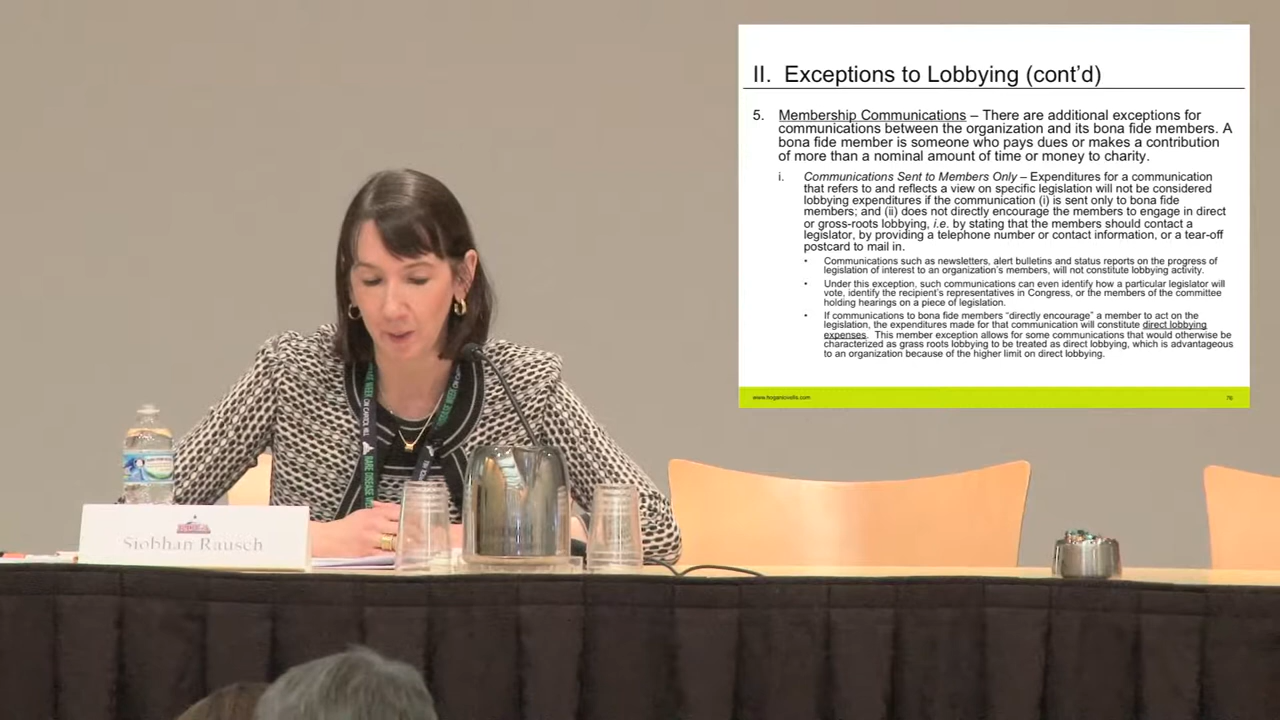 II. Exceptions to Lobbying (cont'd)
5. Membership Communications – There are additional exceptions for
communications between the organization and its bona fide members. A
bona fide member is someone who pays dues or makes a contribution
of more than a nominal amount of time or money to charity.
i. Communications Sent to Members Only – Expenditures for a communication
that refers to and reflects a view on specific legislation will not be considered
lobbying expenditures if the communication (i) is sent only to bona fide
members; and (ii) does not directly encourage the members to engage in direct
or gross-roots lobbying, i.e. by stating that the members should contact a
legislator, by providing a telephone number or contact information, or a tear-off
postcard to mail in.
• Communications such as newsletters, alert bulletins and status reports on the progress of
legislation of interest to an organization's members, will not constitute lobbying activity.
• Under this exception, such communications can even identify how a particular legislator will
vote, identify the recipient's representatives in Congress, or the members of the committee
holding hearings on a piece of legislation.
• If communications to bona fide members "directly encourage" a member to act on the
legislation, the expenditures made for that communication will constitute direct lobbying
expenses. This member exception allows for some communications that would otherwise be
characterized as grass roots lobbying to be treated as direct lobbying, which is advantageous
to an organization because of the higher limit on direct lobbying.
www.hoganlovells.com
Siobhan Rausch